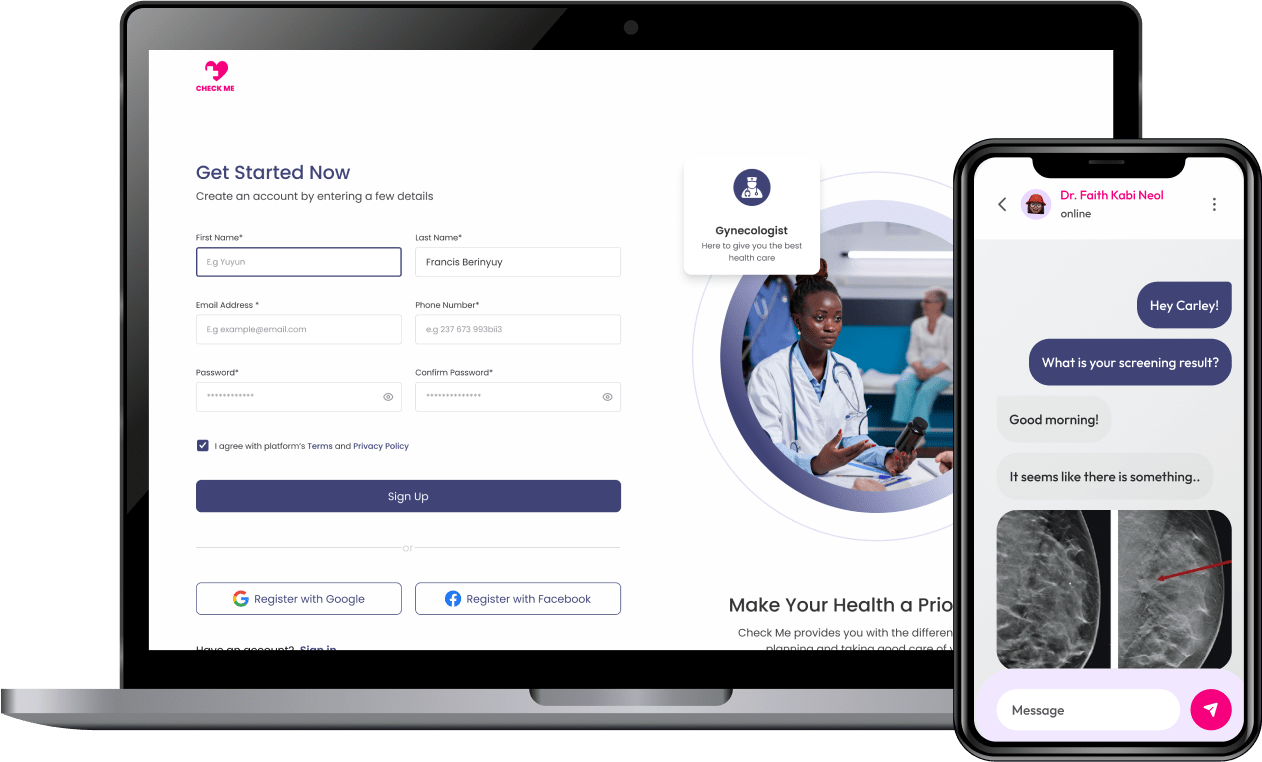 CHECK ME
Get Started Now
Create an account by entering a few details
First Name*
Last Name*
E.g Yuyun
Francis Berinyuy
Email Address *
Phone Number*
E.g example@email.com
e.g 237 673 993bii3
Password*
Confirm Password*
************
**************
I agree with platform's Terms and Privacy Policy
Sign Up
or
Register with Google
Register with Facebook
Have an account? Sign in
Gynecologist
Here to give you the best
health care
Make Your Health a Prio
Check Me provides you with the differen
planning and taking good care of
Dr. Faith Kabi Neol
online
Hey Carley!
What is your screening result?
Good morning!
It seems like there is something..
Message